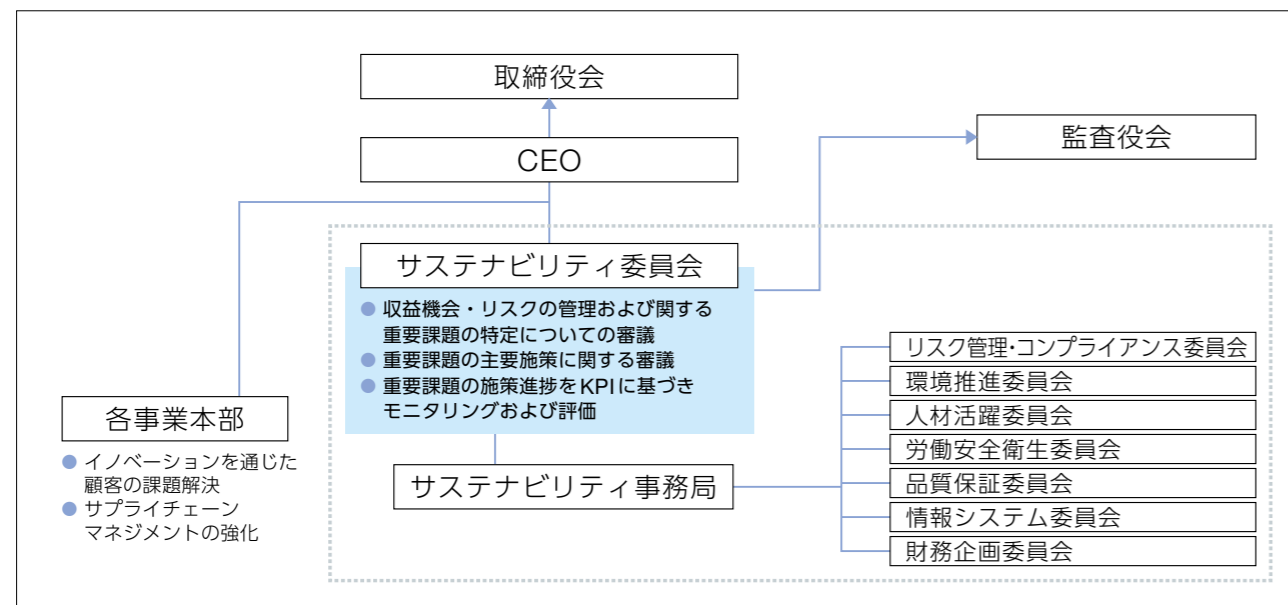 取締役会
CEO
監査役会
サステナビリティ委員会
● 収益機会・リスクの管理および関する
重要課題の特定についての審議
● 重要課題の主要施策に関する審議
● 重要課題の施策進捗をKPIに基づき
モニタリングおよび評価
各事業本部
● イノベーションを通じた
顧客の課題解決
● サプライチェーン
マネジメントの強化
サステナビリティ事務局
リスク管理・コンプライアンス委員会
環境推進委員会
人材活躍委員会
労働安全衛生委員会
品質保証委員会
情報システム委員会
財務企画委員会